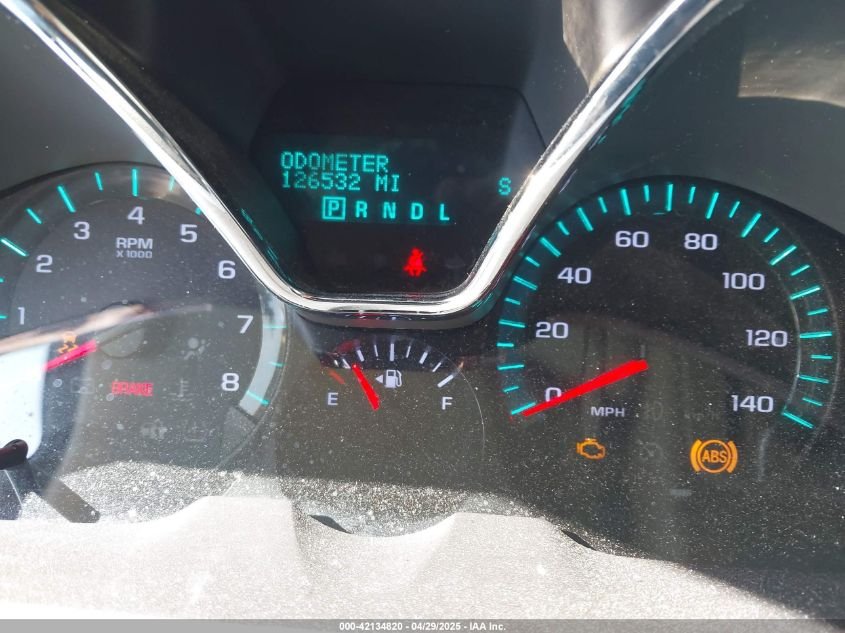 ODOMETER
126532 MI S
P R N D L
1 2 3 4 5 6 7 8
RPM
X 1000
BRAKE
E F
0 20 40 60 80 100 120 140
MPH
ABS
000-42134820 - 04/29/2025 - IAA Inc.